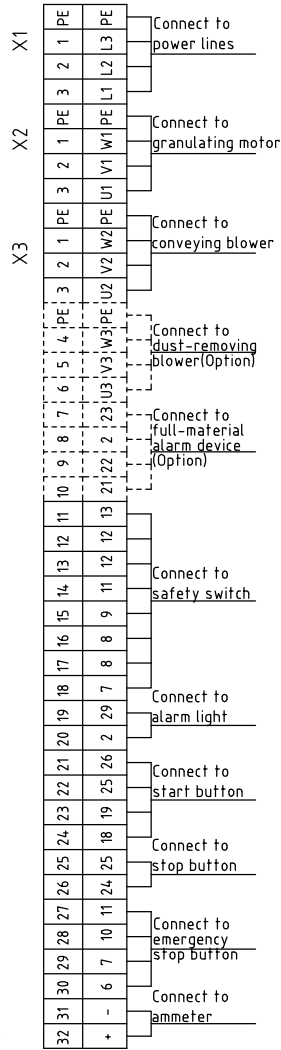 X1
PE PE
1 L3
2 L2
3 L1
Connect to
power lines
X2
PE PE
1 W1
2 V1
3 U1
Connect to
granulating motor
X3
PE PE
1 W2
2 V2
3 U2
Connect to
conveying blower
PE PE
4 W3
5 V3
6 U3
Connect to
dust-removing
blower(Option)
7 23
8 2
9 22
10 21
Connect to
full-material
alarm device
(Option)
11 13
12 12
13 12
14 11
15 9
16 8
17 8
18 7
Connect to
safety switch
19 29
20 2
Connect to
alarm light
21 26
22 25
23 19
24 18
Connect to
start button
25 25
26 24
Connect to
stop button
27 11
28 10
29 7
30 6
Connect to
emergency
stop button
31 -
32 +
Connect to
ammeter